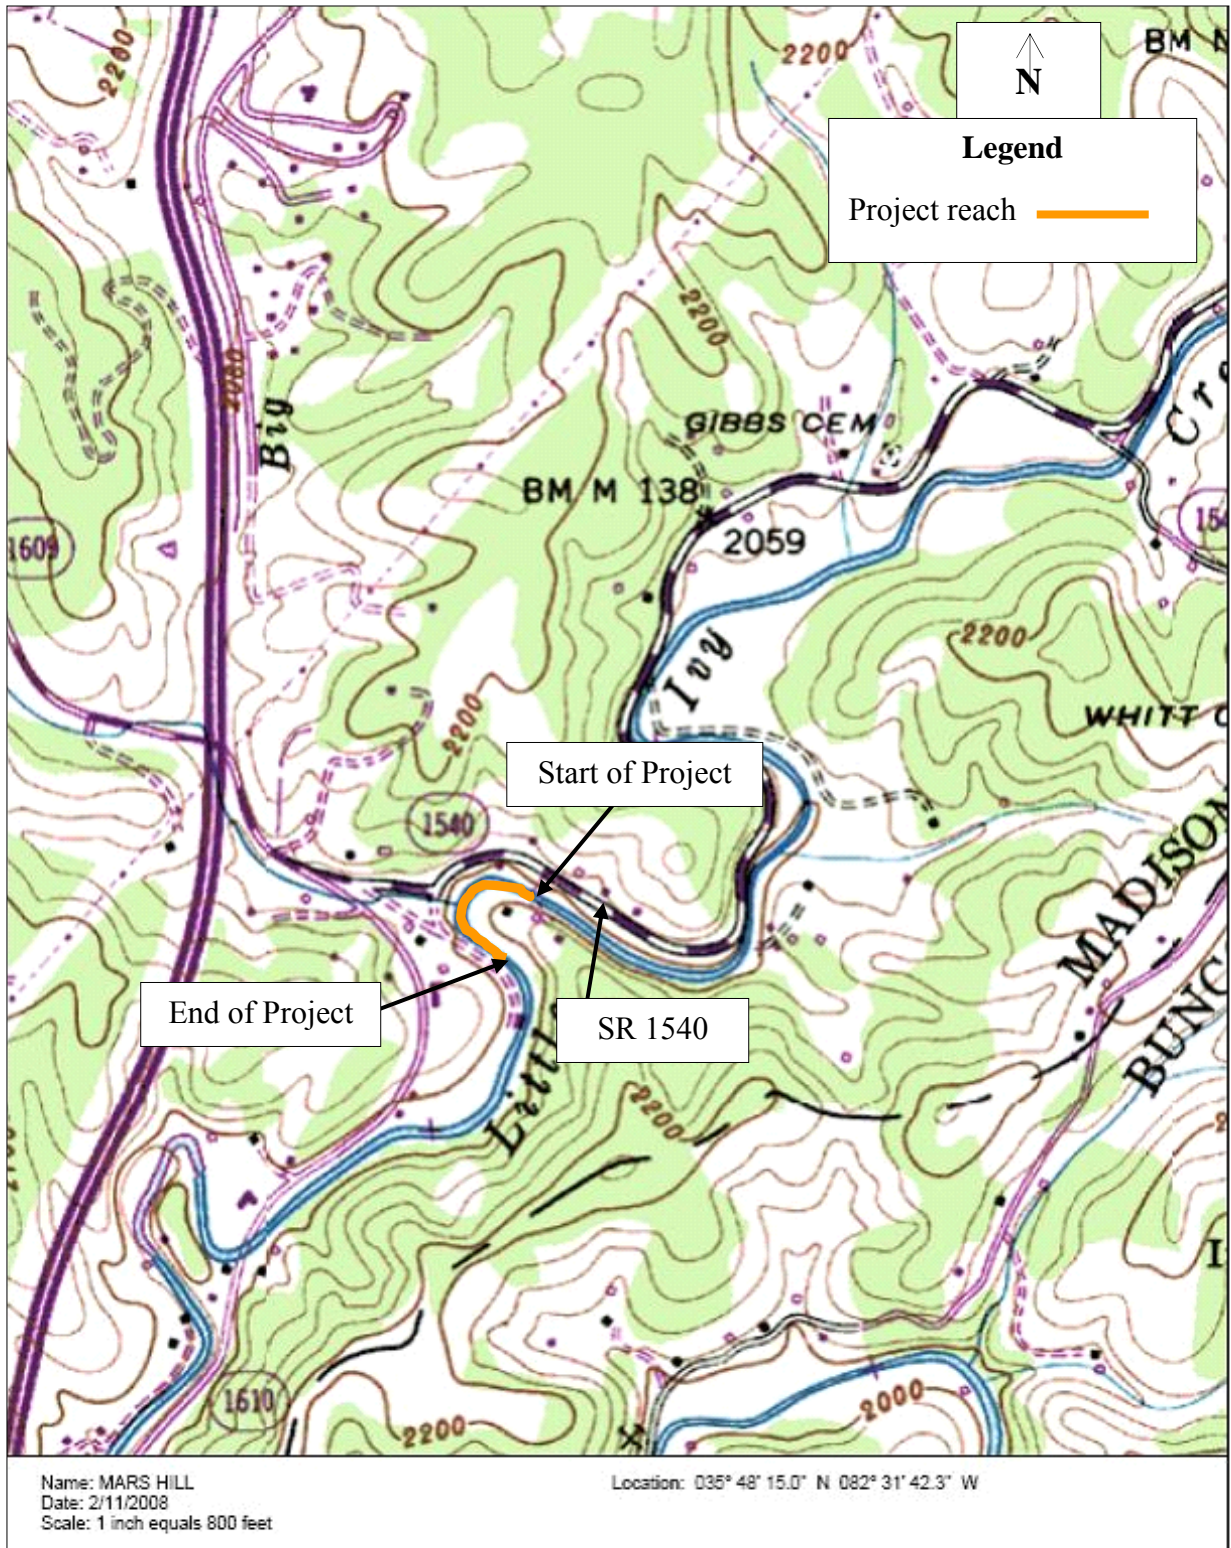 2200
2200
BM N
N
Legend
Project reach
2200
2080
Big
GIBBS CEM
Cre
BM M 138
1609
154
2059
Ivy
2200
2200
WHITT C
Start of Project
1540
MADISON
End of Project
SR 1540
BUNC
Little
2200
I
1610
2200
2000
Name: MARS HILL
Date: 2/11/2008
Scale: 1 inch equals 800 feet
Location: 035° 48' 15.0" N 082° 31' 42.3" W